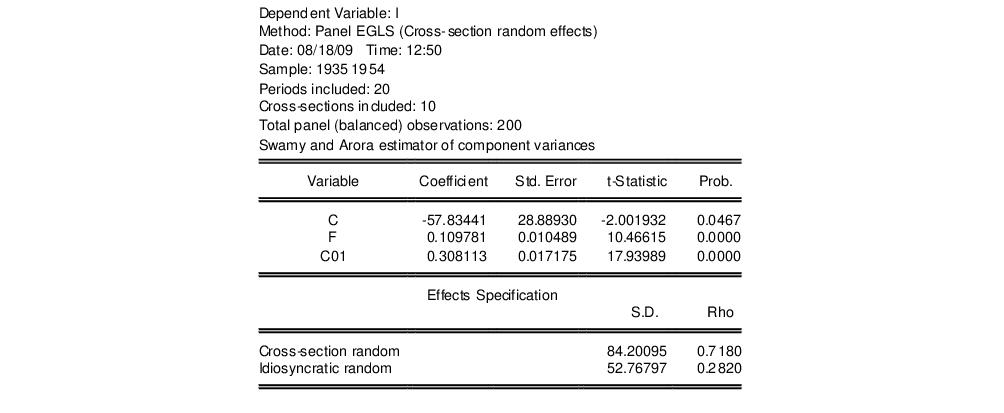 Dependent Variable: I
Method: Panel EGLS (Cross-section random effects)
Date: 08/18/09 Time: 12:50
Sample: 1935 1954
Periods included: 20
Cross-sections included: 10
Total panel (balanced) observations: 200
Swamy and Arora estimator of component variances
Variable Coefficient Std. Error t-Statistic Prob.
C -57.83441 28.88930 -2.001932 0.0467
F 0.109781 0.010489 10.46615 0.0000
C01 0.308113 0.017175 17.93989 0.0000
Effects Specification
S.D. Rho
Cross-section random 84.20095 0.7180
Idiosyncratic random 52.76797 0.2820